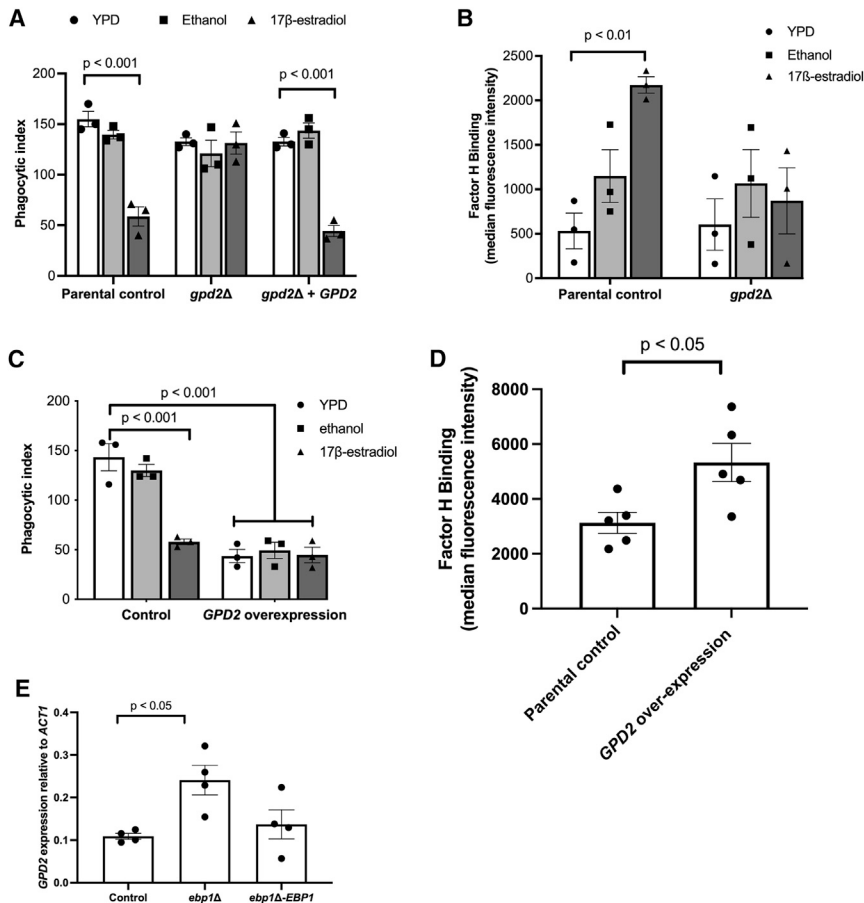 A
YPD Ethanol 17β-estradiol
p < 0.001
p < 0.001
200
150
100
50
0
Phagocytic index
Parental control gpd2Δ gpd2Δ + GPD2
B
YPD
Ethanol
17ß-estradiol
p < 0.01
2500
2000
1500
1000
500
0
Factor H Binding
(median fluorescence intensity)
Parental control gpd2Δ
C
YPD
ethanol
17β-estradiol
p < 0.001
p < 0.001
200
150
100
50
0
Phagocytic index
Control GPD2 overexpression
D
p < 0.05
8000
6000
4000
2000
0
Factor H Binding
(median fluorescence intensity)
Parental control
GPD2 over-expression
E
p < 0.05
0.4
0.3
0.2
0.1
0.0
GPD2 expression relative to ACT1
Control ebp1Δ ebp1Δ-EBP1